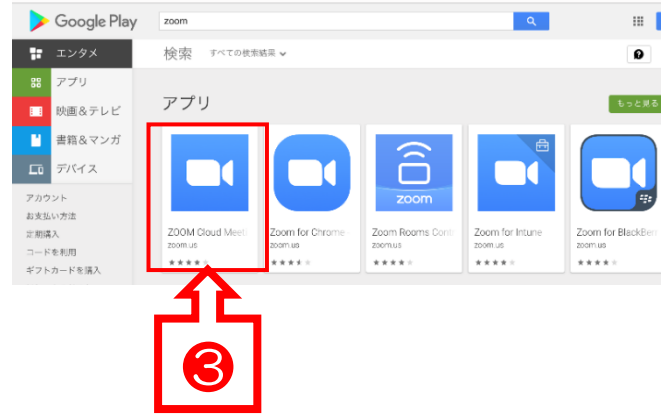 Google Play
zoom
エンタメ
検索 すべての検索結果
アプリ
映画&テレビ
書籍&マンガ
デバイス
アカウント
お支払い方法
定期購入
コードを利用
ギフトカードを購入
アプリ
もっと見る
zoom
ZOOM Cloud Meeti
zoom.us
Zoom for Chrome -
zoom.us
Zoom Rooms Contr
zoom.us
Zoom for Intune
zoom.us
Zoom for BlackBerr
zoom.us
③